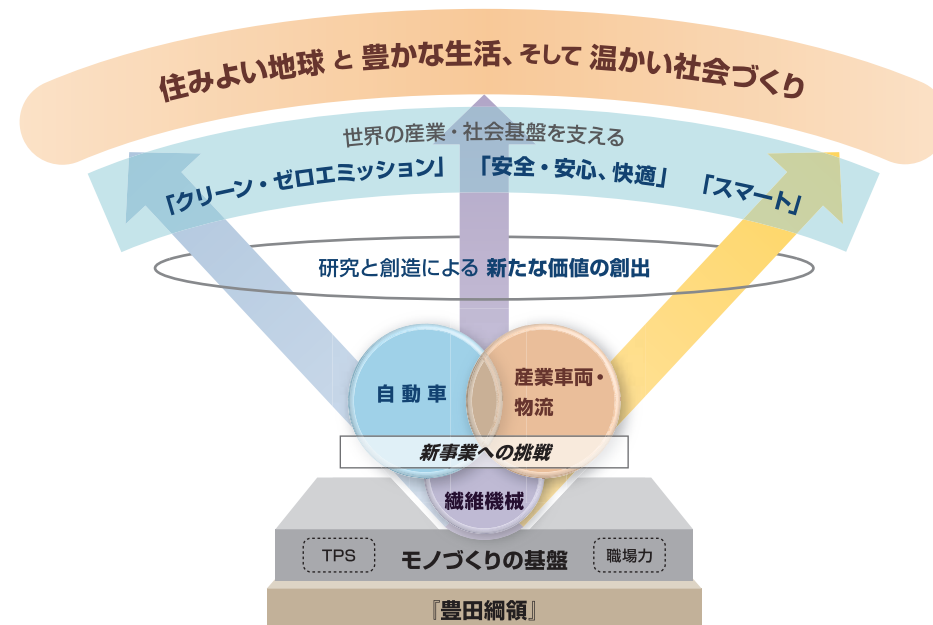 住みよい地球 と 豊かな生活、そして 温かい社会づくり
世界の産業・社会基盤を支える
「クリーン・ゼロエミッション」 「安全・安心、快適」 「スマート」
研究と創造による 新たな価値の創出
自動車
産業車両・
物流
新事業への挑戦
繊維機械
TPS
モノづくりの基盤
職場力
『豊田綱領』